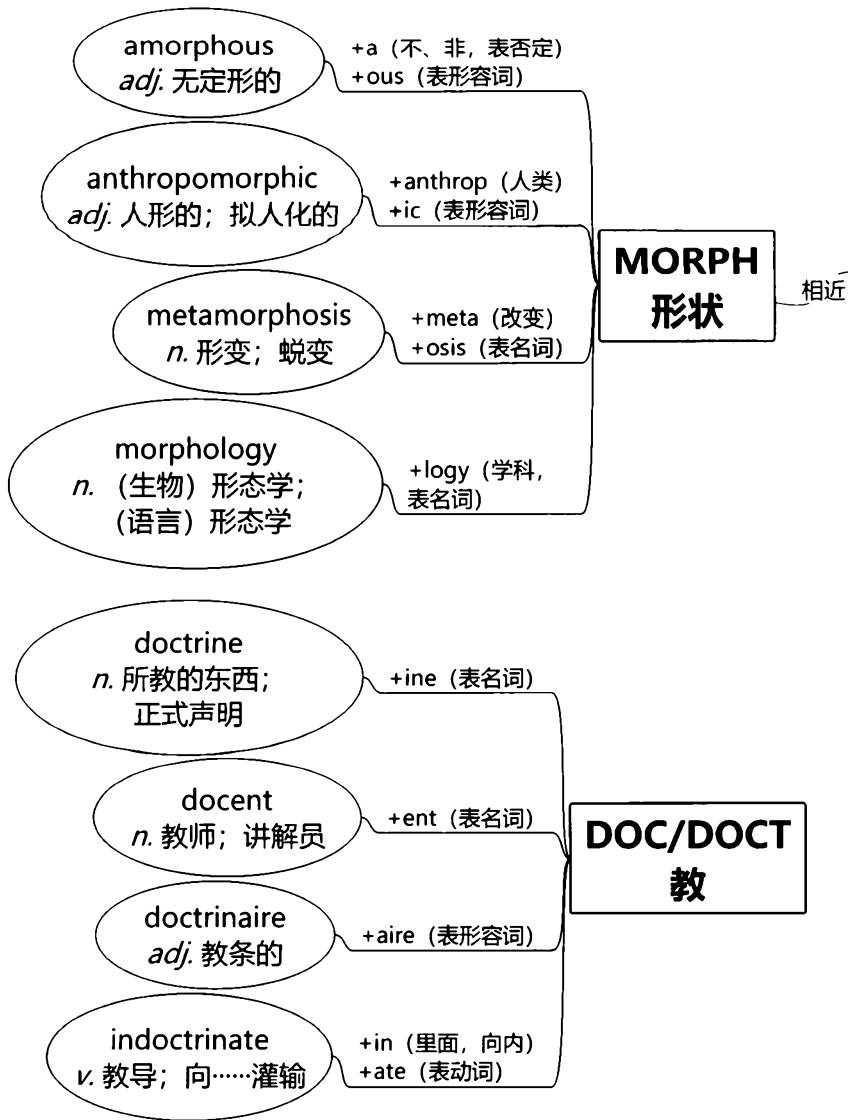 amorphous
adj. 无定形的
+a（不、非，表否定）
+ous（表形容词）
anthropomorphic
adj. 人形的；拟人化的
+anthrop（人类）
+ic（表形容词）
metamorphosis
n. 形变；蜕变
+meta（改变）
+osis（表名词）
morphology
n. （生物）形态学；
（语言）形态学
+logy（学科，
表名词）
MORPH
形状
相近
doctrine
n. 所教的东西；
正式声明
+ine（表名词）
docent
n. 教师；讲解员
+ent（表名词）
doctrinaire
adj. 教条的
+aire（表形容词）
indoctrinate
v. 教导；向……灌输
+in（里面，向内）
+ate（表动词）
DOC/DOCT
教